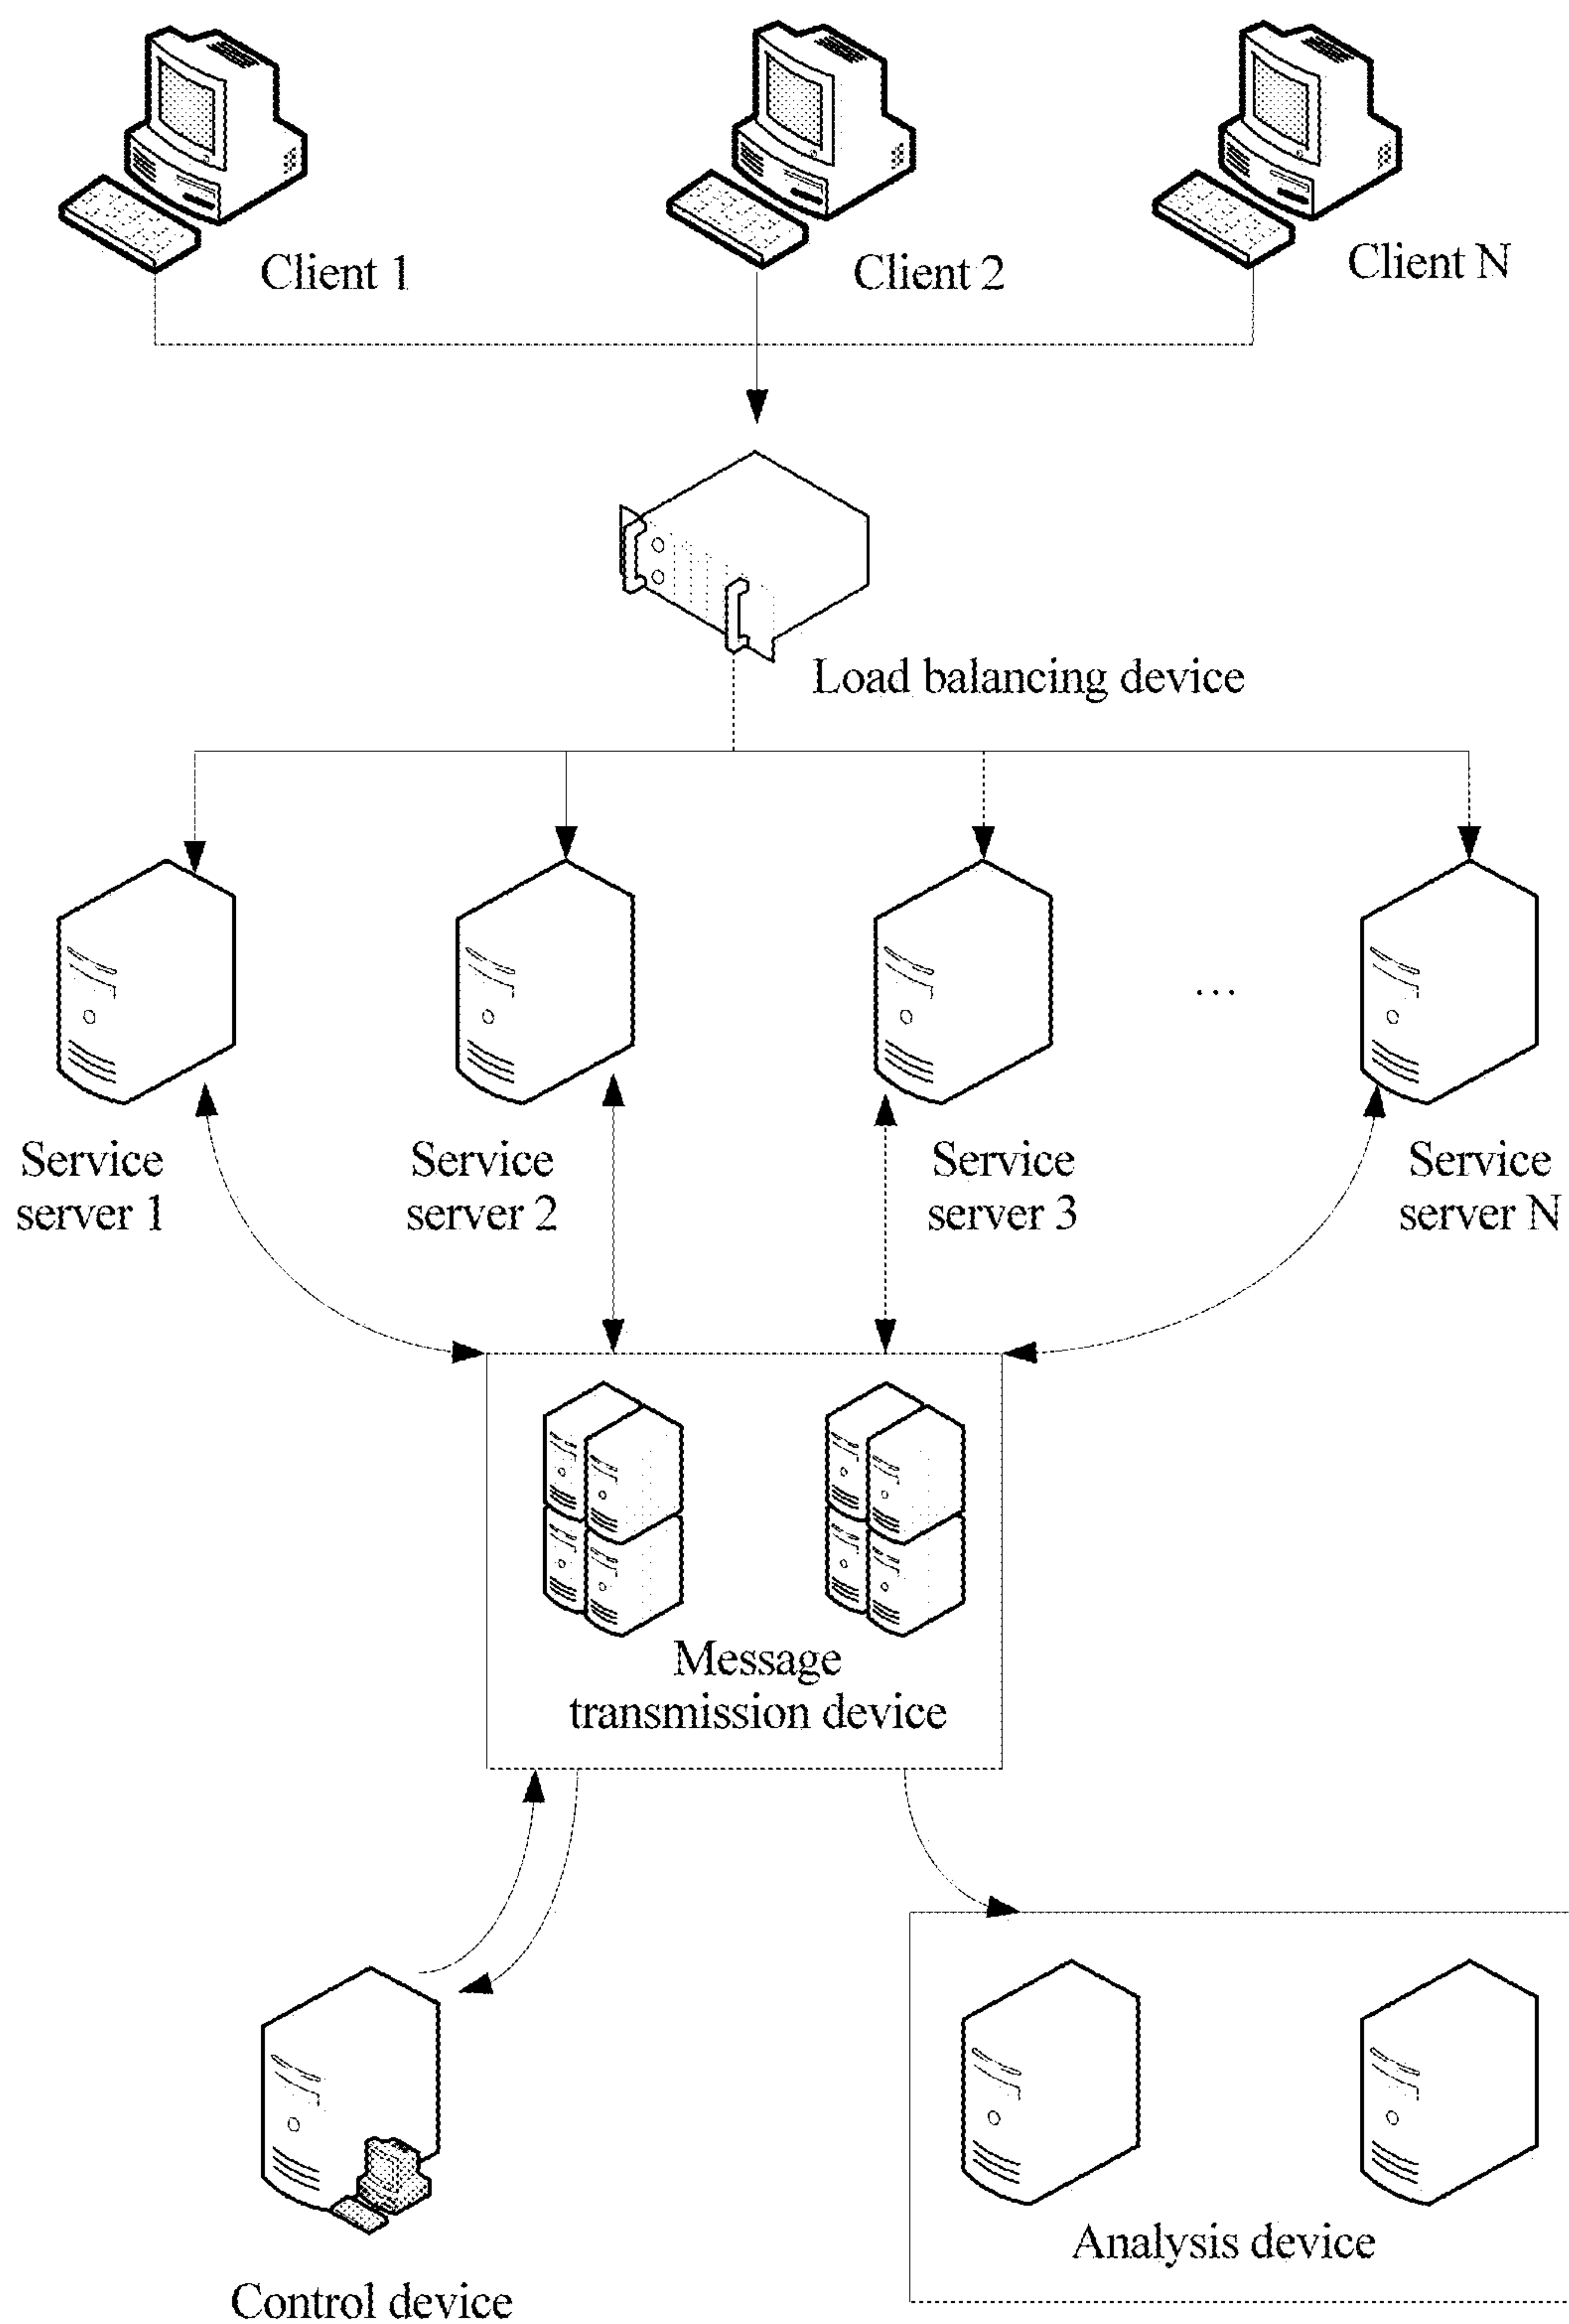 Client 1
Client 2
Client N
Load balancing device
...
Service
server 1
Service
server 2
Service
server 3
Service
server N
Message
transmission device
Analysis device
Control device